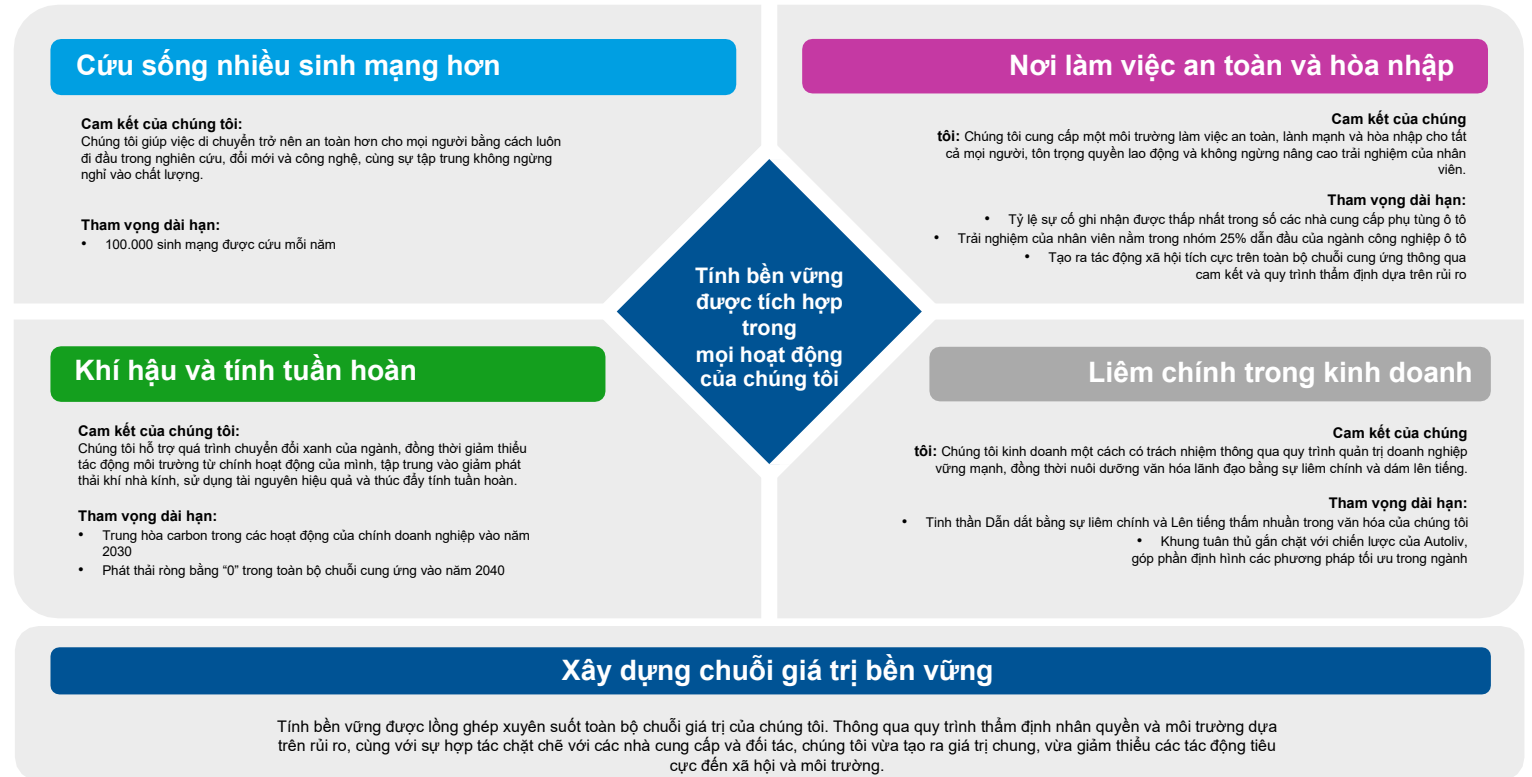 Cứu sống nhiều sinh mạng hơn
Cam kết của chúng tôi:
Chúng tôi giúp việc di chuyển trở nên an toàn hơn cho mọi người bằng cách luôn
đi đầu trong nghiên cứu, đổi mới và công nghệ, cùng sự tập trung không ngừng
nghỉ vào chất lượng.
Tham vọng dài hạn:
• 100.000 sinh mạng được cứu mỗi năm
Nơi làm việc an toàn và hòa nhập
Cam kết của chúng
tôi: Chúng tôi cung cấp một môi trường làm việc an toàn, lành mạnh và hòa nhập cho tất
cả mọi người, tôn trọng quyền lao động và không ngừng nâng cao trải nghiệm của nhân
viên.
Tham vọng dài hạn:
• Tỷ lệ sự cố ghi nhận được thấp nhất trong số các nhà cung cấp phụ tùng ô tô
• Trải nghiệm của nhân viên nằm trong nhóm 25% dẫn đầu của ngành công nghiệp ô tô
• Tạo ra tác động xã hội tích cực trên toàn bộ chuỗi cung ứng thông qua
cam kết và quy trình thẩm định dựa trên rủi ro
Tính bền vững
được tích hợp
trong
mọi hoạt động
của chúng tôi
Khí hậu và tính tuần hoàn
Cam kết của chúng tôi:
Chúng tôi hỗ trợ quá trình chuyển đổi xanh của ngành, đồng thời giảm thiểu
tác động môi trường từ chính hoạt động của mình, tập trung vào giảm phát
thải khí nhà kính, sử dụng tài nguyên hiệu quả và thúc đẩy tính tuần hoàn.
Tham vọng dài hạn:
• Trung hòa carbon trong các hoạt động của chính doanh nghiệp vào năm
2030
• Phát thải ròng bằng “0” trong toàn bộ chuỗi cung ứng vào năm 2040
Liêm chính trong kinh doanh
Cam kết của chúng
tôi: Chúng tôi kinh doanh một cách có trách nhiệm thông qua quy trình quản trị doanh nghiệp
vững mạnh, đồng thời nuôi dưỡng văn hóa lãnh đạo bằng sự liêm chính và dám lên tiếng.
Tham vọng dài hạn:
• Tinh thần Dẫn dắt bằng sự liêm chính và Lên tiếng thấm nhuần trong văn hóa của chúng tôi
• Khung tuân thủ gắn chặt với chiến lược của Autoliv,
góp phần định hình các phương pháp tối ưu trong ngành
Xây dựng chuỗi giá trị bền vững
Tính bền vững được lồng ghép xuyên suốt toàn bộ chuỗi giá trị của chúng tôi. Thông qua quy trình thẩm định nhân quyền và môi trường dựa
trên rủi ro, cùng với sự hợp tác chặt chẽ với các nhà cung cấp và đối tác, chúng tôi vừa tạo ra giá trị chung, vừa giảm thiểu các tác động tiêu
cực đến xã hội và môi trường.